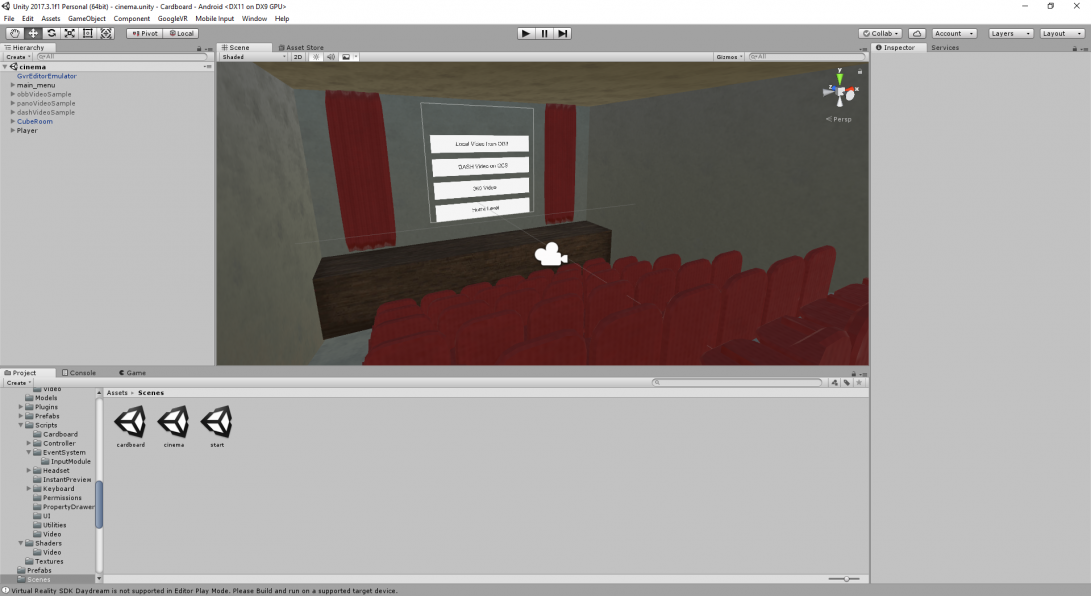 Unity 2017.3.1f1 Personal (64bit) - cinema.unity - Cardboard - Android <DX11 on DX9 GPU>
File Edit Assets GameObject Component GoogleVR Mobile Input Window Help
Pivot Local Collab Account Layers Layout
Hierarchy Scene Asset Store Inspector Services
Create All Shaded 2D Gizmos All
cinema
GvrEditorEmulator
main_menu
obbVideoSample
panoVideoSample
dashVideoSample
CubeRoom
Player
y
z x
Persp
Local Video from OBB
DASH Video on GCS
360 Video
Home Level
Project Console Game
Create
Assets Scenes
Video
Models
Plugins
Prefabs
Scripts
Cardboard
Controller
EventSystem
InputModule
Headset
InstantPreview
Keyboard
Permissions
PropertyDrawer
UI
Utilities
Video
Shaders
Video
Textures
Prefabs
Scenes
cardboard cinema start
Virtual Reality SDK Daydream is not supported in Editor Play Mode. Please Build and run on a supported target device.